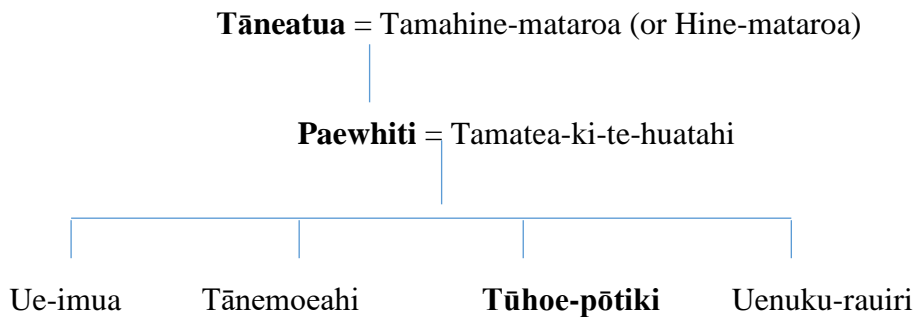 Tāneatua = Tamahine-mataroa (or Hine-mataroa)
Paewhiti = Tamatea-ki-te-huatahi
Ue-imua Tānemoeahi Tūhoe-pōtiki Uenuku-rauiri